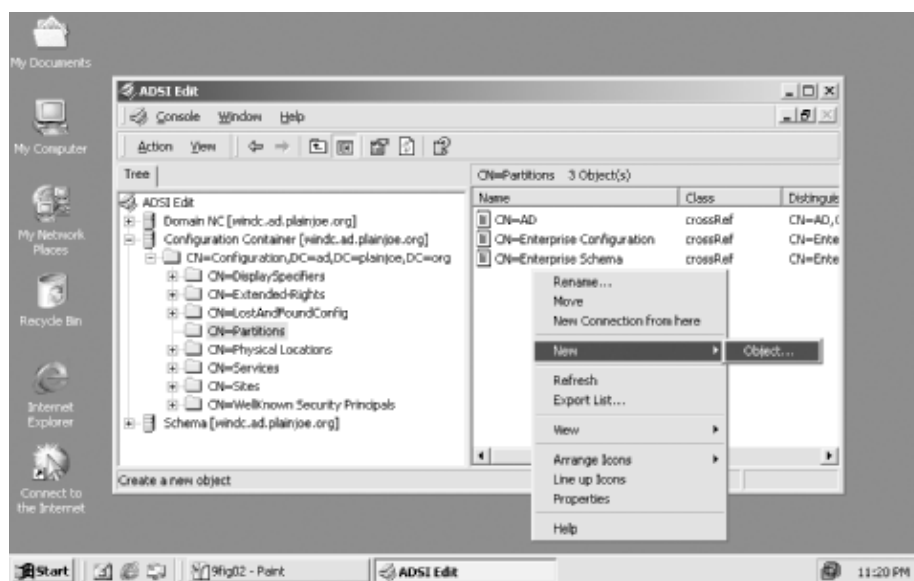 My Documents
My Computer
My Network
Places
Recycle Bin
Internet
Explorer
Connect to
the Internet
ADSI Edit
Console Window Help
Action View
Tree
ADSI Edit
Domain NC [windc.ad.plainjoe.org]
Configuration Container [windc.ad.plainjoe.org]
CN=Configuration,DC=ad,DC=plainjoe,DC=org
CN=DisplaySpecifiers
CN=Extended-Rights
CN=LostAndFoundConfig
CN=Partitions
CN=Physical Locations
CN=Services
CN=Sites
CN=WellKnown Security Principals
Schema [windc.ad.plainjoe.org]
CN=Partitions 3 Object(s)
Name Class Distinguis
CN=AD crossRef CN=AD,
CN=Enterprise Configuration crossRef CN=Ente
CN=Enterprise Schema crossRef CN=Ente
Rename...
Move
New Connection from here
New Object...
Refresh
Export List...
View
Arrange Icons
Line up Icons
Properties
Help
Create a new object
Start 9fig02 - Paint ADSI Edit 11:20 PM